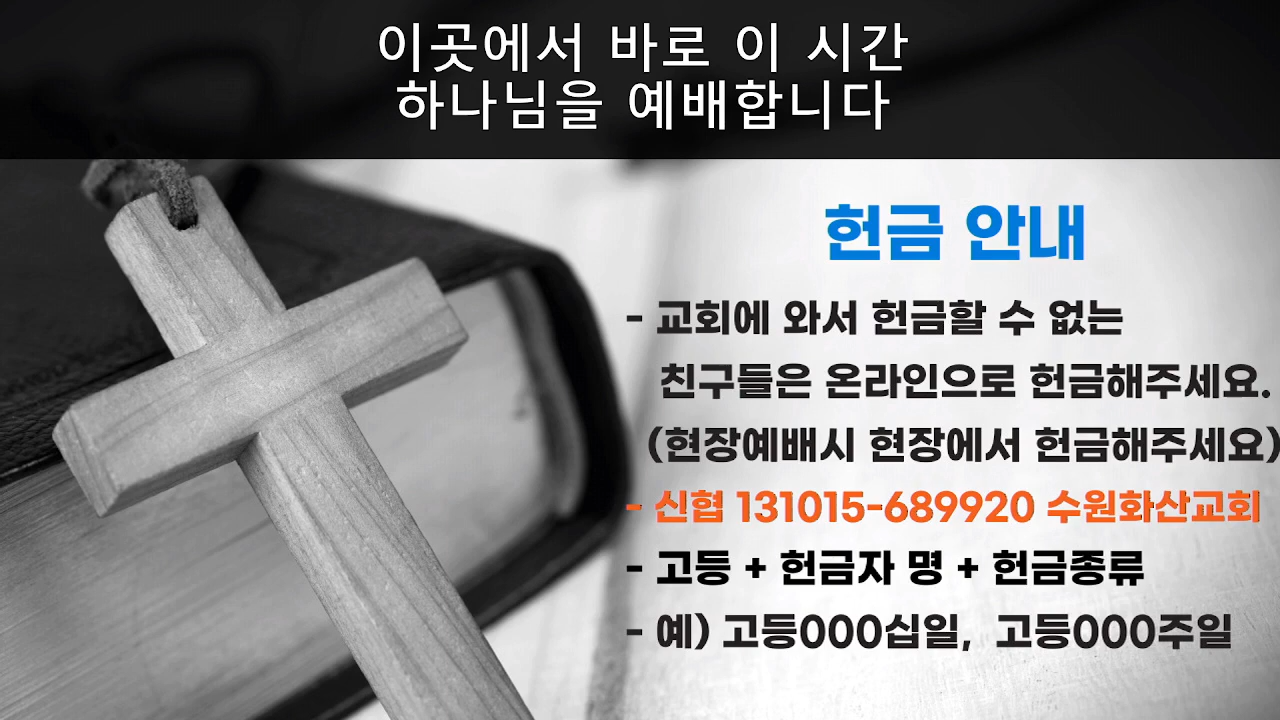 이곳에서 바로 이 시간
하나님을 예배합니다
헌금 안내
- 교회에 와서 헌금할 수 없는
친구들은 온라인으로 헌금해주세요.
(현장예배시 현장에서 헌금해주세요)
- 신협 131015-689920 수원화산교회
- 고등 + 헌금자 명 + 헌금종류
- 예) 고등000십일, 고등000주일